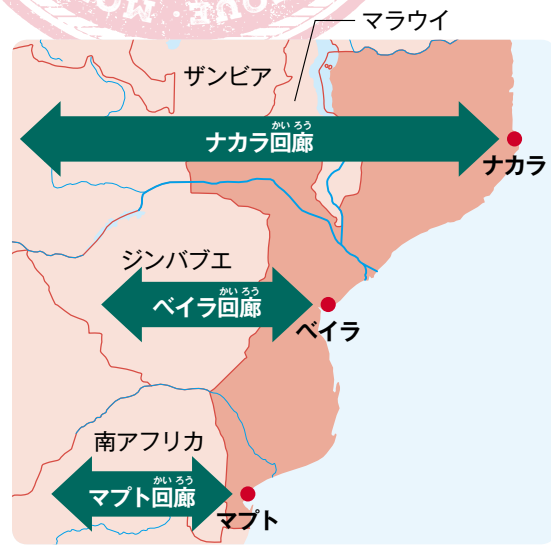 QUE・MO
マラウイ
ザンビア
かいろう
ナカラ回廊
ナカラ
ジンバブエ
かいろう
ベイラ回廊
ベイラ
南アフリカ
かいろう
マプト回廊
マプト